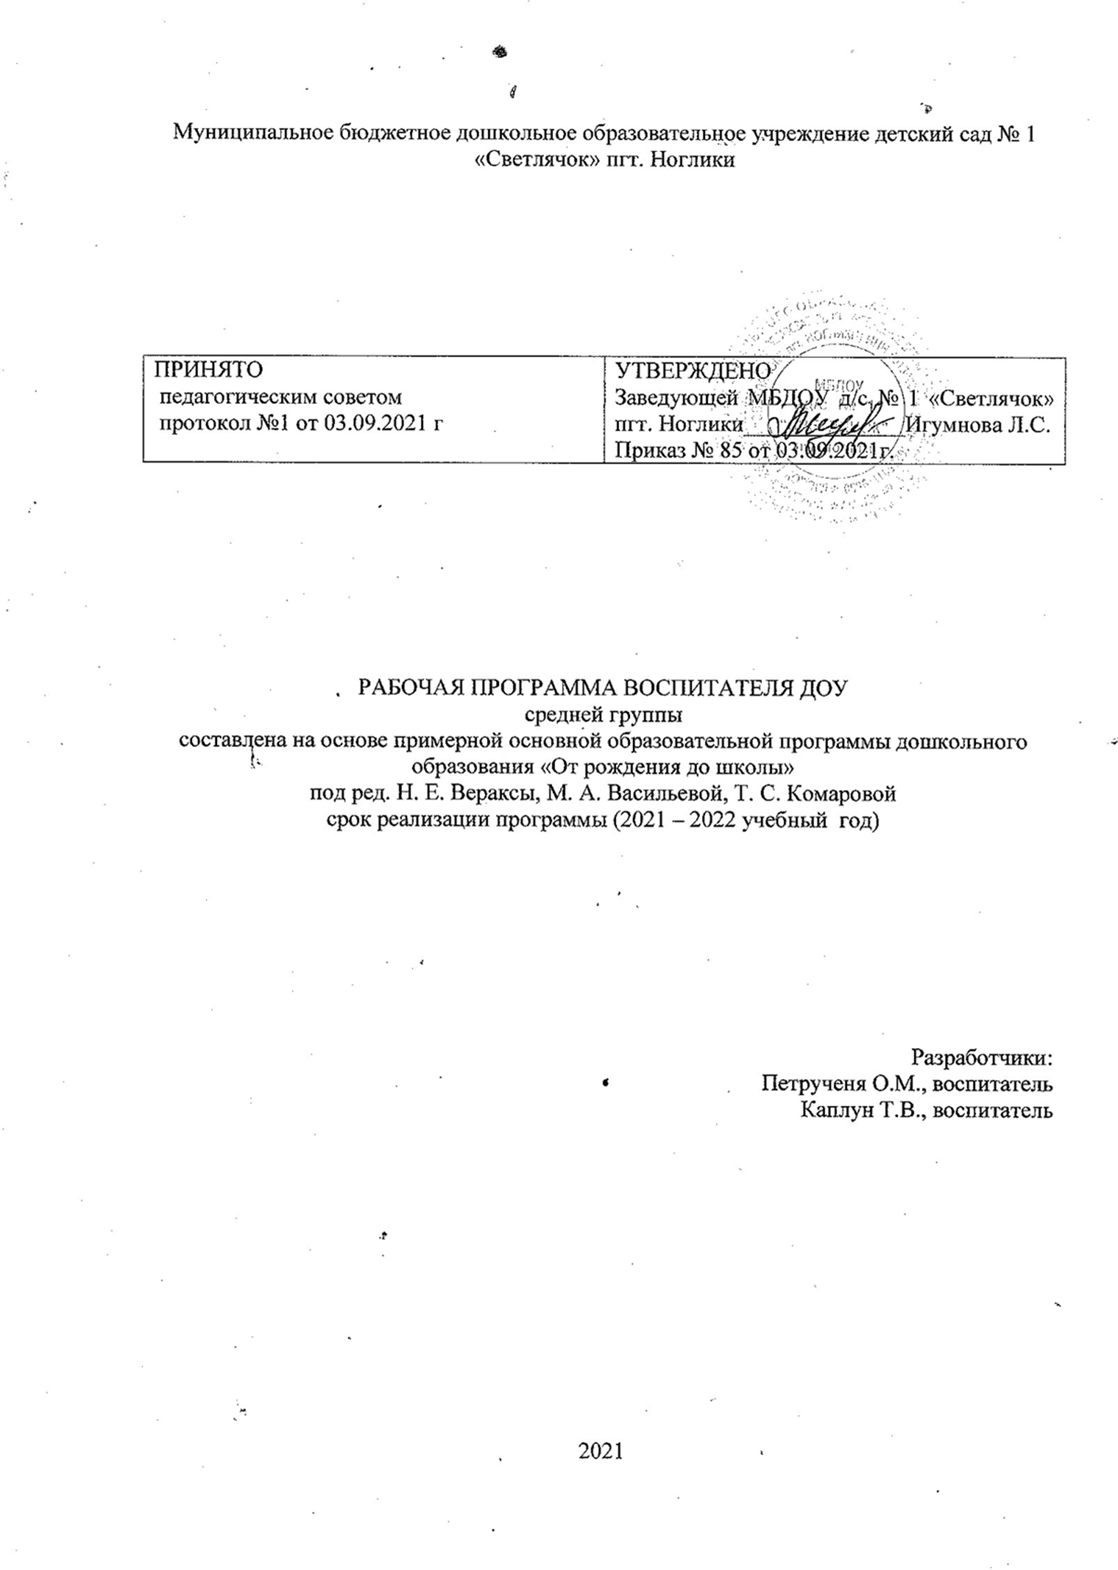 Муниципальное бюджетное дошкольное образовательное учреждение детский сад № 1
«Светлячок» пгт. Ноглики
ПРИНЯТО
педагогическим советом
протокол №1 от 03.09.2021 г
УТВЕРЖДЕНО
Заведующей МБДОУ д/с № 1 «Светлячок»
пгт. Ноглики Игумнова Л.С.
Приказ № 85 от 03.09.2021г.
МБДОУ
РАБОЧАЯ ПРОГРАММА ВОСПИТАТЕЛЯ ДОУ
средней группы
составлена на основе примерной основной образовательной программы дошкольного
образования «От рождения до школы»
под ред. Н. Е. Вераксы, М. А. Васильевой, Т. С. Комаровой
срок реализации программы (2021 – 2022 учебный год)
Разработчики:
Петрученя О.М., воспитатель
Каплун Т.В., воспитатель
2021